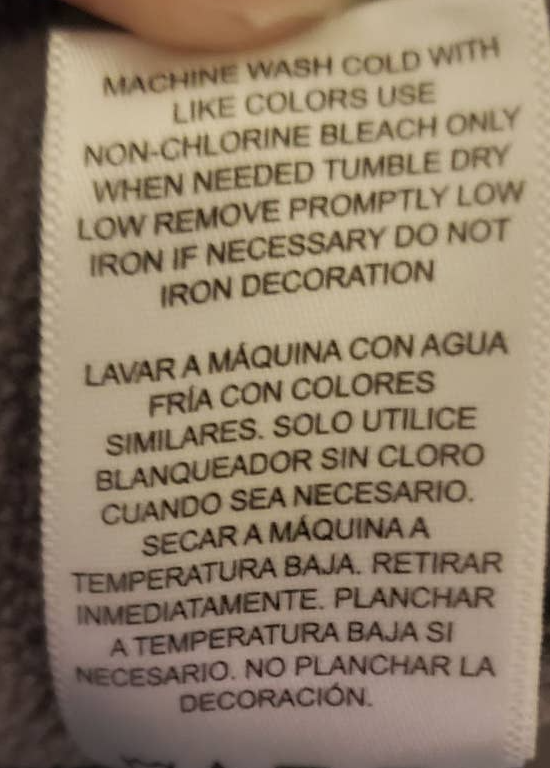 MACHINE WASH COLD WITH
LIKE COLORS USE
NON-CHLORINE BLEACH ONLY
WHEN NEEDED TUMBLE DRY
LOW REMOVE PROMPTLY LOW
IRON IF NECESSARY DO NOT
IRON DECORATION
LAVAR A MÁQUINA CON AGUA
FRÍA CON COLORES
SIMILARES. SOLO UTILICE
BLANQUEADOR SIN CLORO
CUANDO SEA NECESARIO.
SECAR A MÁQUINA A
TEMPERATURA BAJA. RETIRAR
INMEDIATAMENTE. PLANCHAR
A TEMPERATURA BAJA SI
NECESARIO. NO PLANCHAR LA
DECORACIÓN.